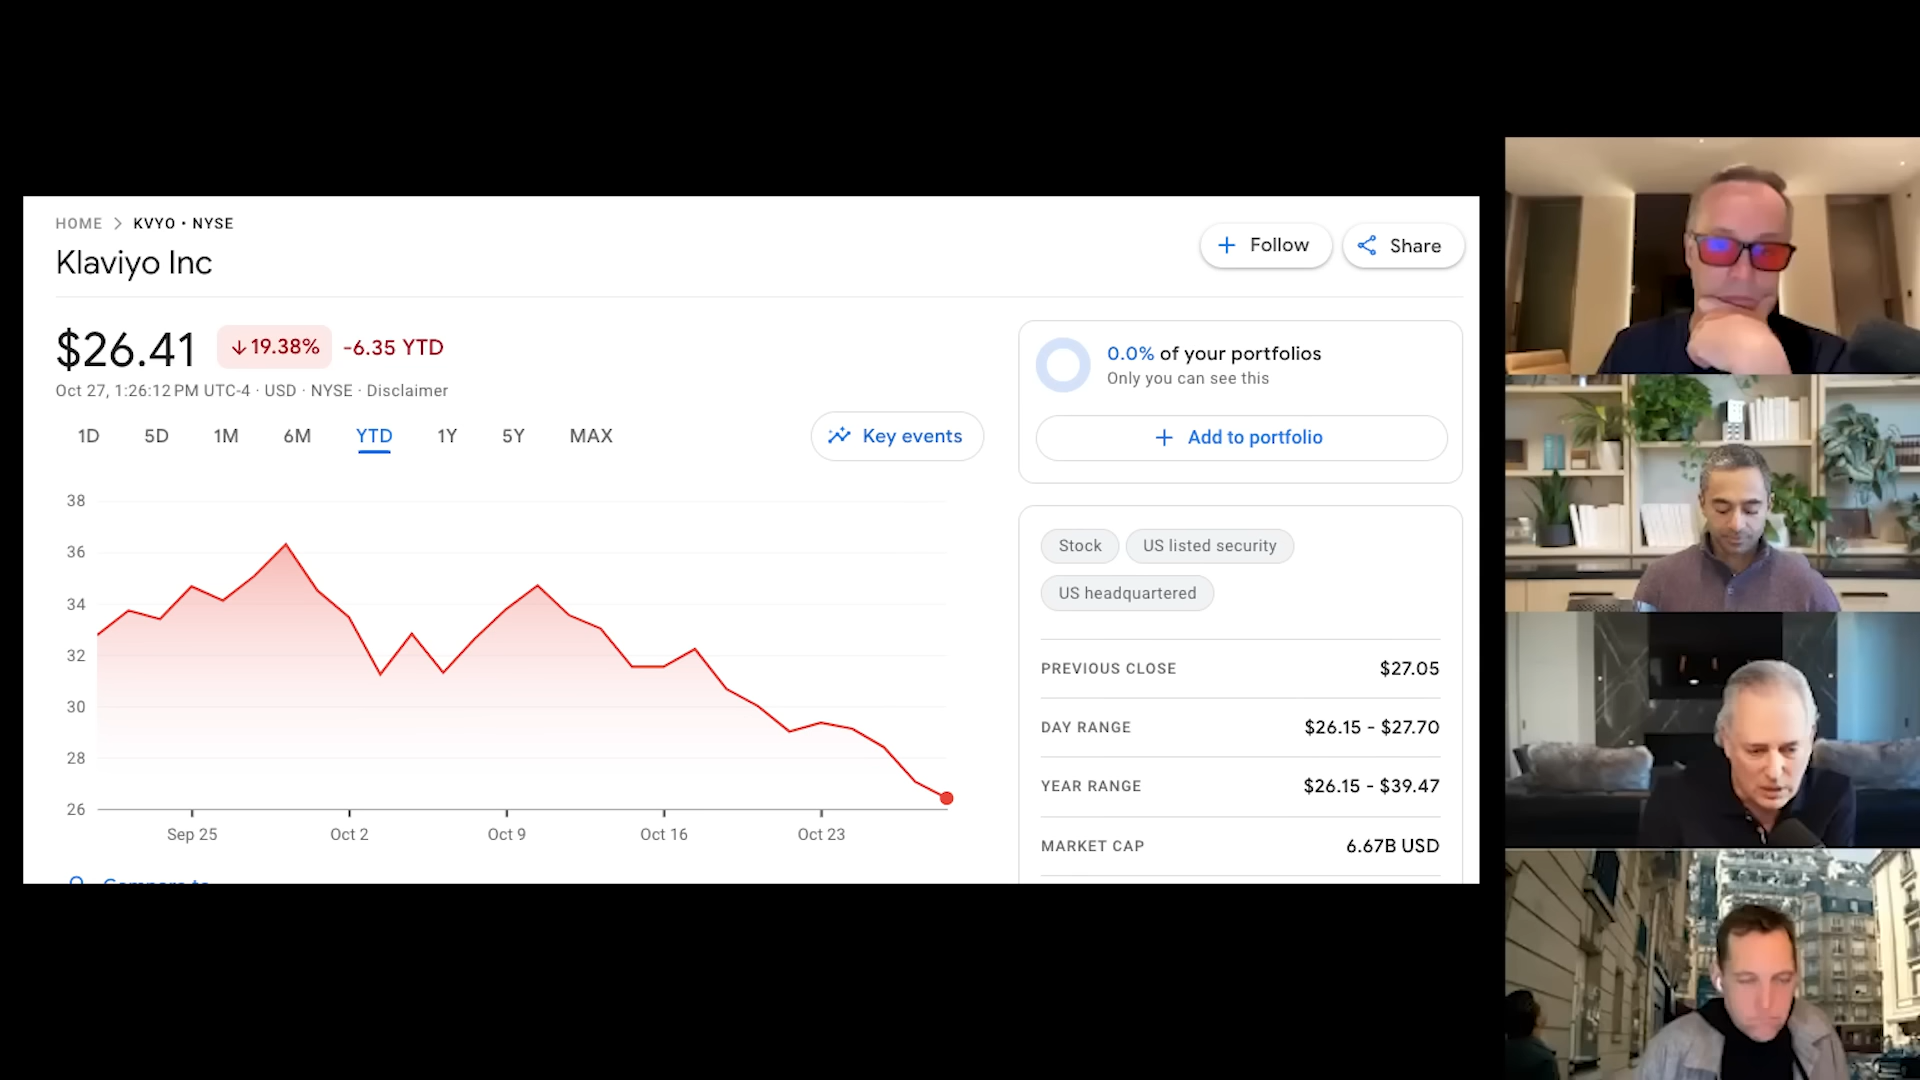 HOME > KVYO • NYSE
Klaviyo Inc
Follow
Share
$26.41 ↓19.38% -6.35 YTD
Oct 27, 1:26:12 PM UTC-4 · USD · NYSE · Disclaimer
1D 5D 1M 6M YTD 1Y 5Y MAX
Key events
38
36
34
32
30
28
26
Sep 25 Oct 2 Oct 9 Oct 16 Oct 23
Compare to
0.0% of your portfolios
Only you can see this
+ Add to portfolio
Stock
US listed security
US headquartered
PREVIOUS CLOSE $27.05
DAY RANGE $26.15 - $27.70
YEAR RANGE $26.15 - $39.47
MARKET CAP 6.67B USD